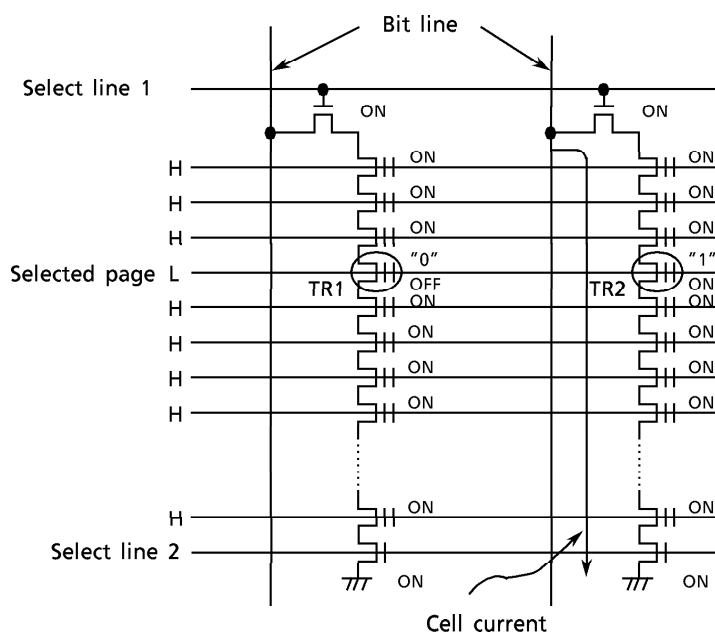 Bit line
Select line 1
ON ON
H ON ON
H ON ON
H ON ON
Selected page L "0" "1"
TR1 OFF TR2 ON
H ON ON
H ON ON
H ON ON
H ON ON
H ON ON
Select line 2
ON ON
Cell current